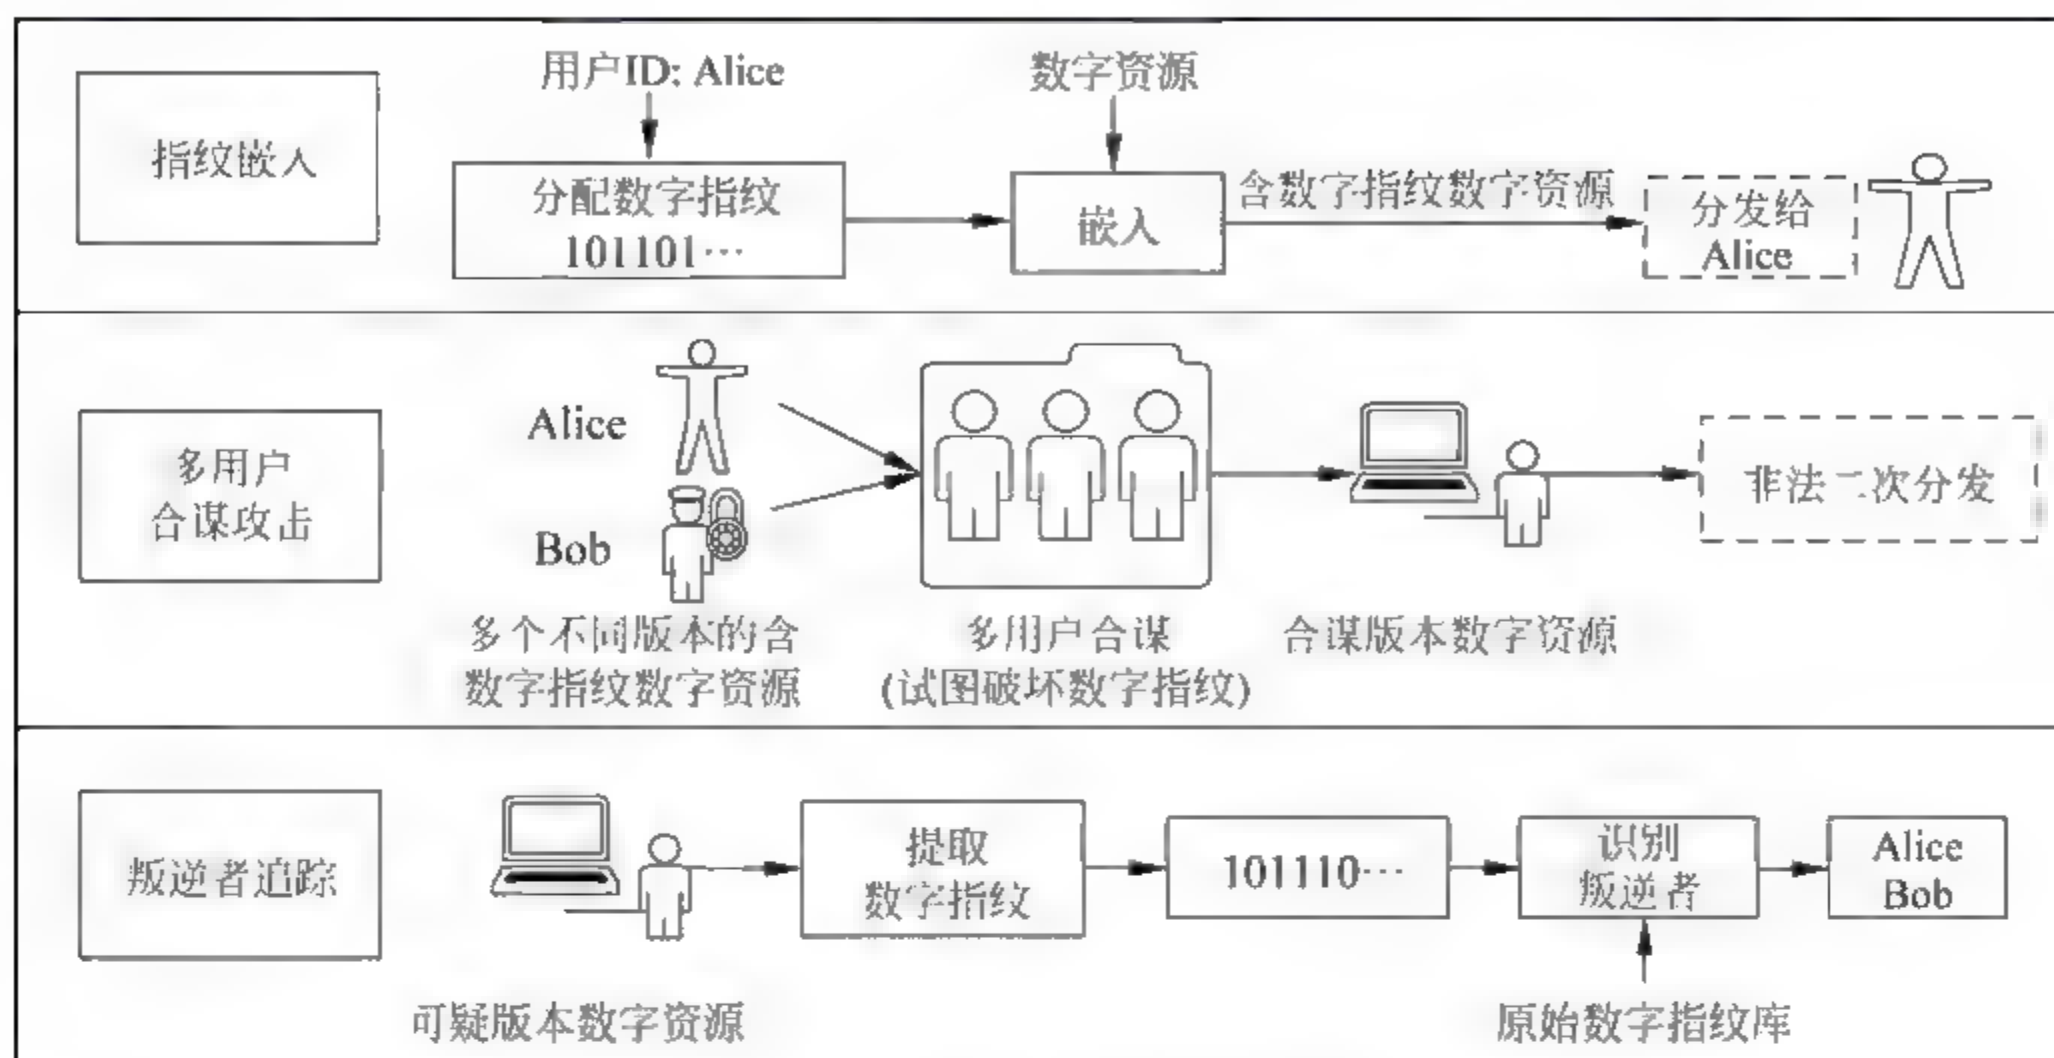 指纹嵌入
用户ID: Alice
分配数字指纹
101101…
数字资源
嵌入
含数字指纹数字资源
分发给
Alice
多用户
合谋攻击
Alice
Bob
多个不同版本的含
数字指纹数字资源
多用户合谋
(试图破坏数字指纹)
合谋版本数字资源
非法二次分发
叛逆者追踪
可疑版本数字资源
提取
数字指纹
101110…
识别
叛逆者
原始数字指纹库
Alice
Bob